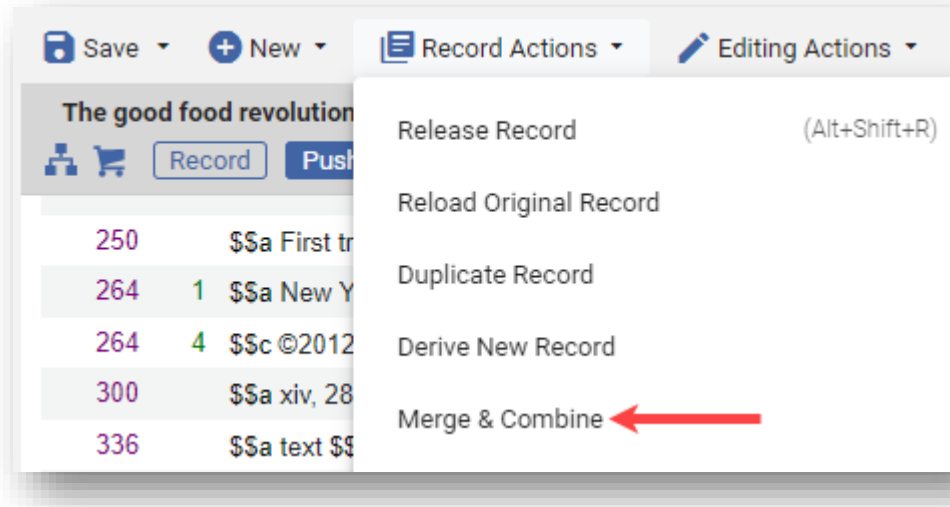 Save New Record Actions Editing Actions
The good food revolution
Release Record (Alt+Shift+R)
Record Push
Reload Original Record
250 $$a First tr
Duplicate Record
264 1 $$a New Y
264 4 $$c ©2012
Derive New Record
300 $$a xiv, 28
Merge & Combine
336 $$a text $$